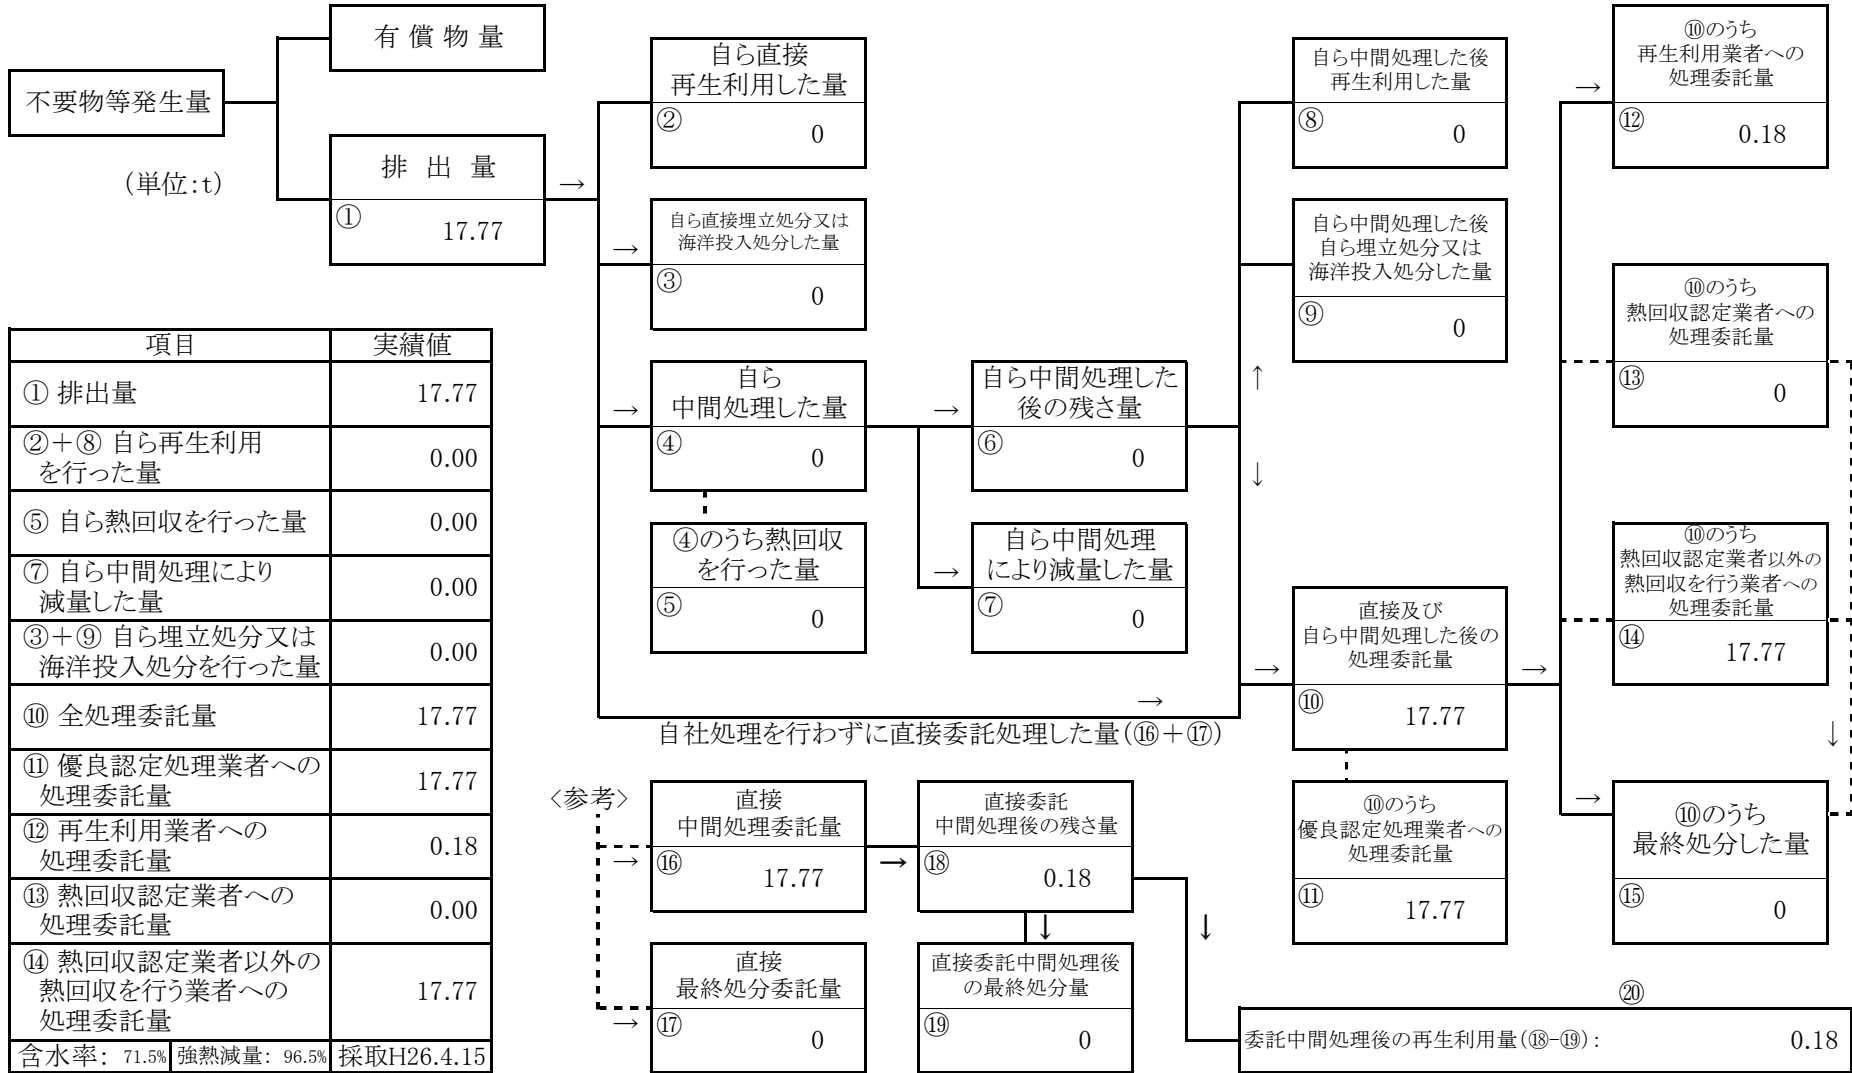 有償物量
不要物等発生量
(単位:t)
排出量
①
17.77
→
自ら直接
再生利用した量
②
0
→
自ら直接埋立処分又は
海洋投入処分した量
③
0
→
自ら
中間処理した量
④
0
④のうち熱回収
を行った量
⑤
0
→
自ら中間処理した
後の残さ量
⑥
0
→
自ら中間処理
により減量した量
⑦
0
↑
↓
自ら中間処理した後
再生利用した量
⑧
0
自ら中間処理した後
自ら埋立処分又は
海洋投入処分した量
⑨
0
→
自社処理を行わずに直接委託処理した量(⑯+⑰)
→
直接及び
自ら中間処理した後の
処理委託量
⑩
17.77
⑩のうち
優良認定処理業者への
処理委託量
⑪
17.77
→
→
⑩のうち
再生利用業者への
処理委託量
⑫
0.18
⑩のうち
熱回収認定業者への
処理委託量
⑬
0
⑩のうち
熱回収認定業者以外の
熱回収を行う業者への
処理委託量
⑭
17.77
↓
→
⑩のうち
最終処分した量
⑮
0
項目 実績値
① 排出量 17.77
②+⑧ 自ら再生利用
を行った量 0.00
⑤ 自ら熱回収を行った量 0.00
⑦ 自ら中間処理により
減量した量 0.00
③+⑨ 自ら埋立処分又は
海洋投入処分を行った量 0.00
⑩ 全処理委託量 17.77
⑪ 優良認定処理業者への
処理委託量 17.77
⑫ 再生利用業者への
処理委託量 0.18
⑬ 熱回収認定業者への
処理委託量 0.00
⑭ 熱回収認定業者以外の
熱回収を行う業者への
処理委託量 17.77
含水率: 71.5% 強熱減量: 96.5% 採取H26.4.15
<参考>
→
直接
中間処理委託量
⑯
17.77
→
直接委託
中間処理後の残さ量
⑱
0.18
↓
↓
→
直接
最終処分委託量
⑰
0
直接委託中間処理後
の最終処分量
⑲
0
⑳
委託中間処理後の再生利用量(⑱-⑲): 0.18